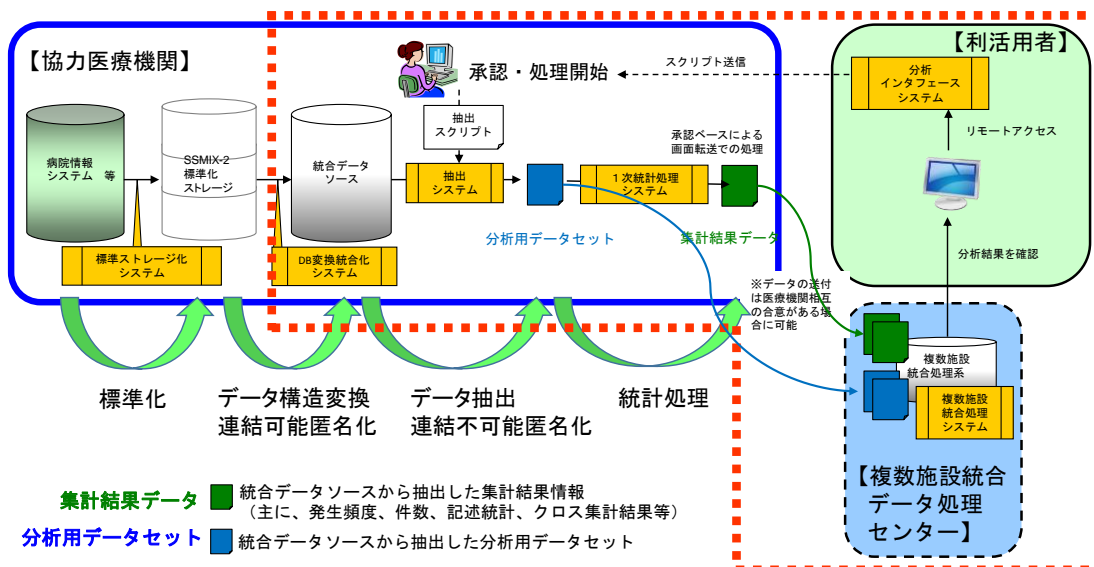 【協力医療機関】
承認・処理開始
スクリプト送信
【利活用者】
分析
インタフェース
システム
リモートアクセス
分析結果を確認
病院情報
システム 等
SSMIX-2
標準化
ストレージ
統合データ
ソース
抽出
スクリプト
抽出
システム
承認ベースによる
画面転送での処理
１次統計処理
システム
分析用データセット
集計結果データ
標準ストレージ化
システム
DB変換統合化
システム
※データの送付
は医療機関相互
の合意がある場
合に可能
複数施設
統合処理系
複数施設
統合処理
システム
【複数施設統合
データ処理
センター】
標準化
データ構造変換
連結可能匿名化
データ抽出
連結不可能匿名化
統計処理
集計結果データ
統合データソースから抽出した集計結果情報
（主に、発生頻度、件数、記述統計、クロス集計結果等）
分析用データセット
統合データソースから抽出した分析用データセット